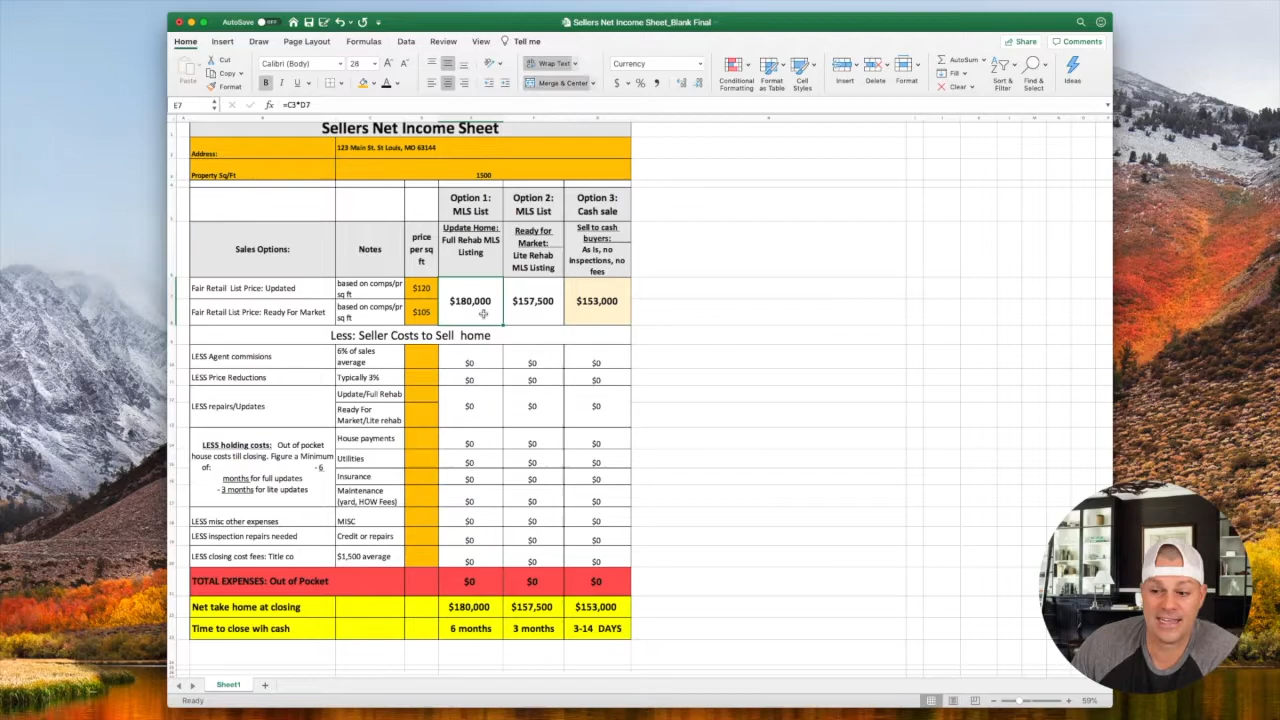 AutoSave OFF
Sellers Net Income Sheet_Blank Final
Home Insert Draw Page Layout Formulas Data Review View Tell me Share Comments
Paste
Cut
Copy
Format
Calibri (Body) 28
B I U
Wrap Text
Merge & Center
Currency
$ % ,
Conditional Formatting
Format as Table
Cell Styles
Insert
Delete
Format
AutoSum
Fill
Clear
Sort & Filter
Find & Select
Ideas
E7 fx =C3*D7
Sellers Net Income Sheet
Address: 123 Main St. St Louis, MO 63144
Property Sq/Ft 1500
Option 1: MLS List
Option 2: MLS List
Option 3: Cash sale
Sales Options:
Notes
price per sq ft
Update Home: Full Rehab MLS Listing
Ready for Market: Lite Rehab MLS Listing
Sell to cash buyers: As Is, no inspections, no fees
Fair Retail List Price: Updated based on comps/pr sq ft $120
$180,000 $157,500 $153,000
Fair Retail List Price: Ready For Market based on comps/pr sq ft $105
Less: Seller Costs to Sell home
LESS Agent commisions 6% of sales average $0 $0 $0
LESS Price Reductions Typically 3% $0 $0 $0
LESS repairs/Updates Update/Full Rehab $0 $0 $0
Ready For Market/Lite rehab
LESS holding costs: Out of pocket house costs till closing. Figure a Minimum of: - 6 months for full updates
- 3 months for lite updates
House payments $0 $0 $0
Utilities $0 $0 $0
Insurance $0 $0 $0
Maintenance (yard, HOW Fees) $0 $0 $0
LESS misc other expenses MISC $0 $0 $0
LESS inspection repairs needed Credit or repairs $0 $0 $0
LESS closing cost fees: Title co $1,500 average $0 $0 $0
TOTAL EXPENSES: Out of Pocket $0 $0 $0
Net take home at closing $180,000 $157,500 $153,000
Time to close wih cash 6 months 3 months 3-14 DAYS
Sheet1
Ready
59%